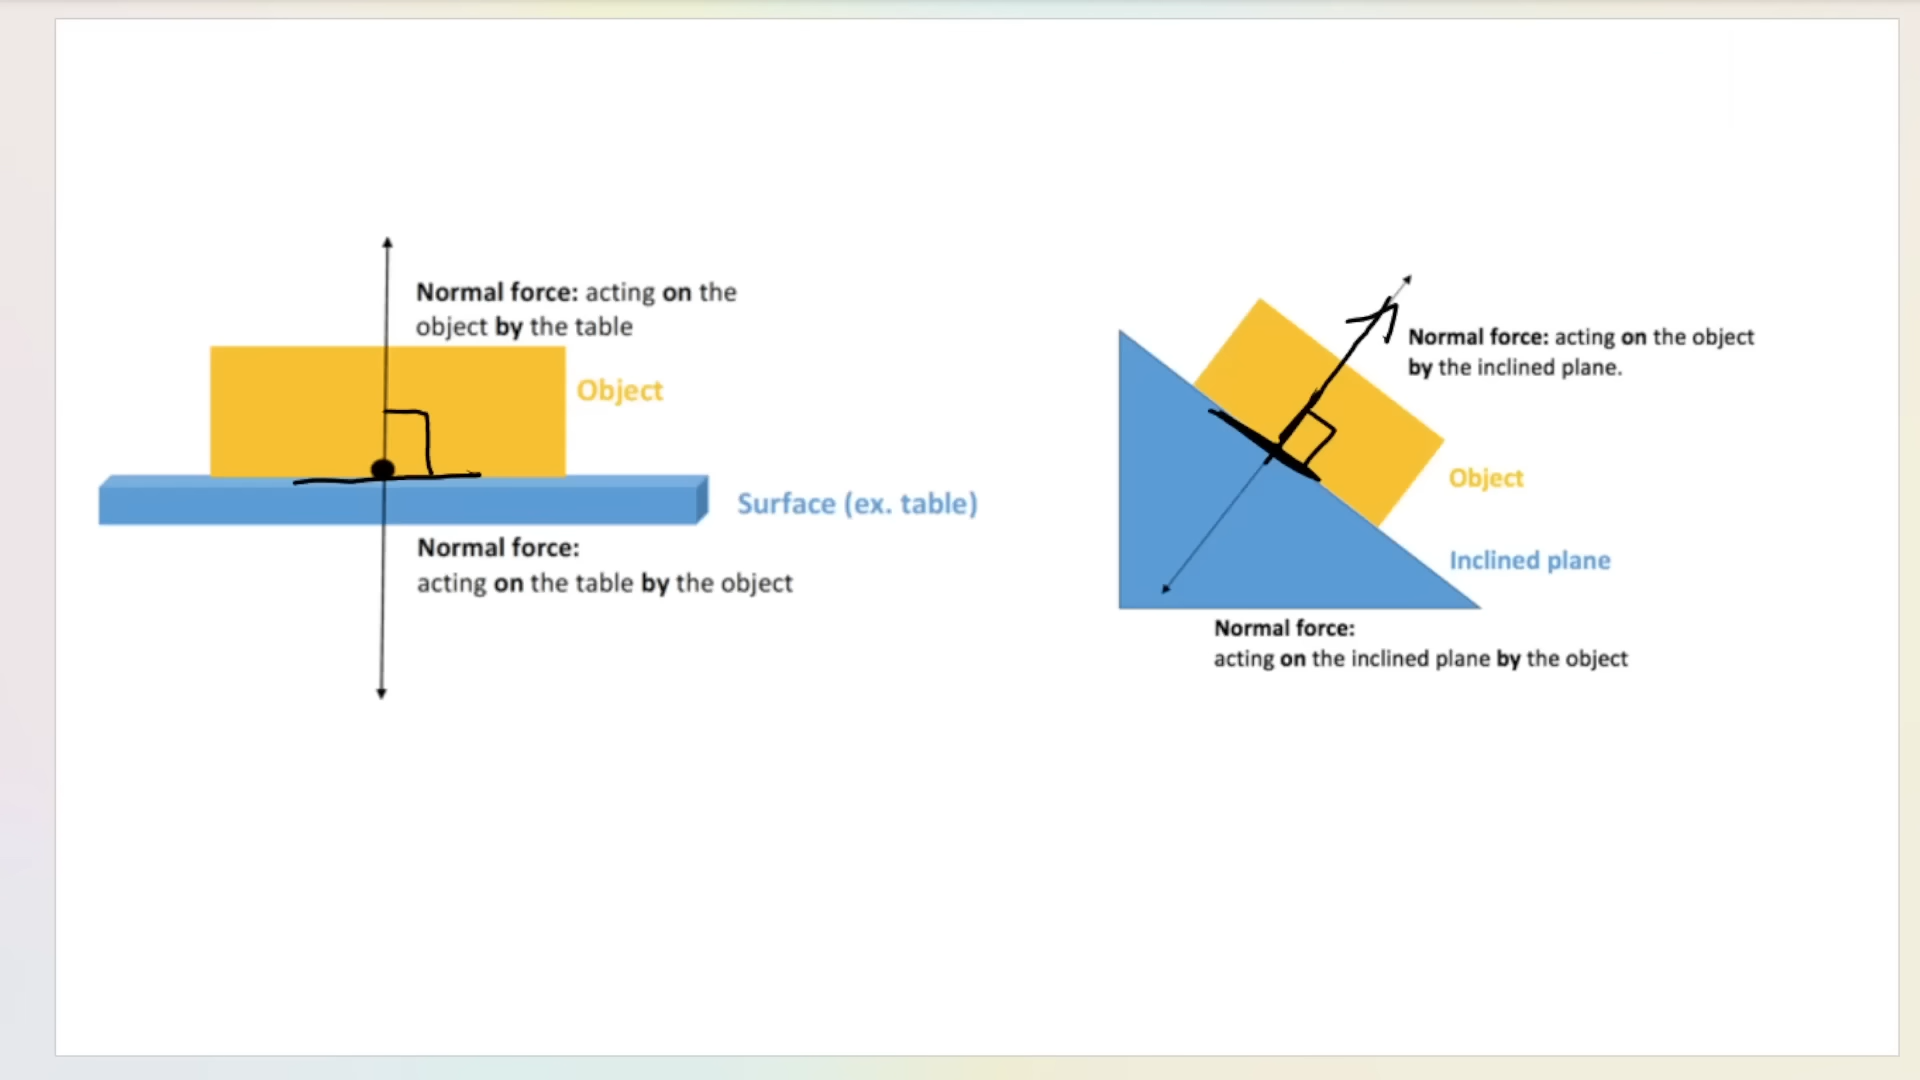 Normal force: acting on the
object by the table
Object
Surface (ex. table)
Normal force:
acting on the table by the object
Normal force: acting on the object
by the inclined plane.
Object
Inclined plane
Normal force:
acting on the inclined plane by the object